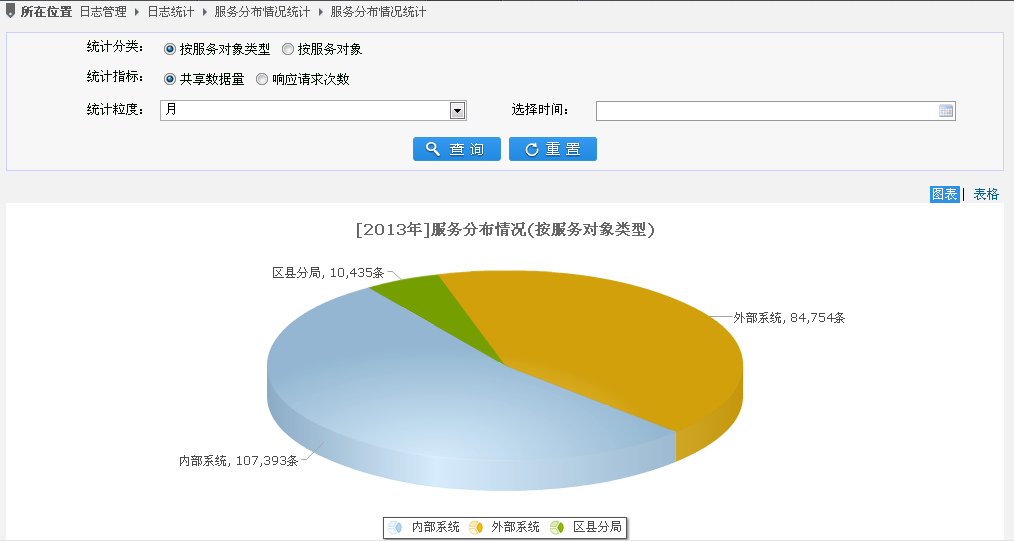 所在位置 日志管理 日志统计 服务分布情况统计 服务分布情况统计
统计分类： 按服务对象类型 按服务对象
统计指标： 共享数据量 响应请求次数
统计粒度： 月 选择时间：
查询 重置
图表 | 表格
[2013年]服务分布情况(按服务对象类型)
区县分局, 10,435条
外部系统, 84,754条
内部系统, 107,393条
内部系统 外部系统 区县分局